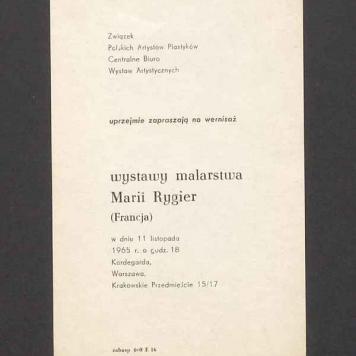 Związek
Polskich Artystów Plastyków
Centralne Biuro
Wystaw Artystycznych
uprzejmie zapraszają na wernisaż
wystawy malarstwa
Marii Rygier
(Francja)
w dniu 11 listopada
1965 r. o godz. 18
Kordegarda,
Warszawa,
Krakowskie Przedmieście 15/17